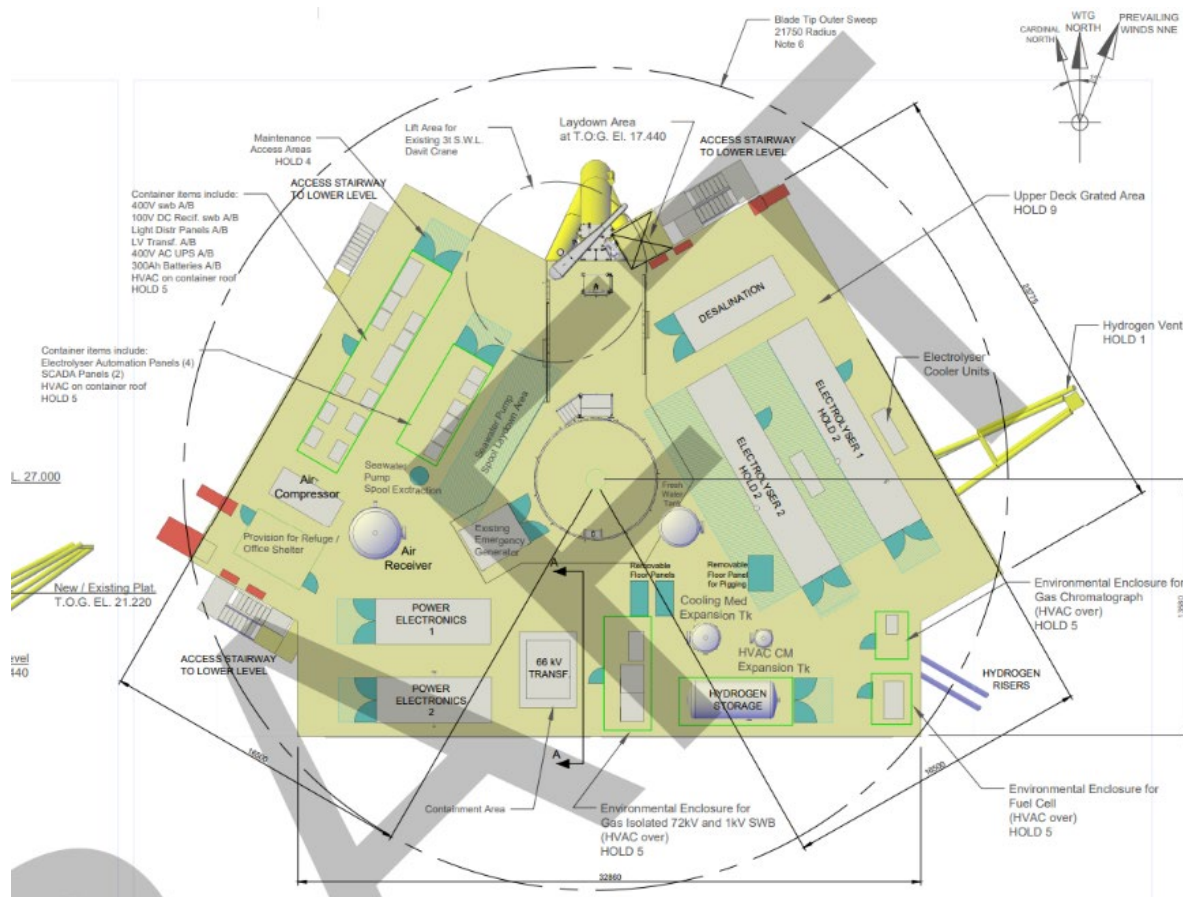 Blade Tip Outer Sweep
21750 Radius
Note 6
WTG
NORTH
PREVAILING
WINDS NNE
CARDINAL
NORTH
Maintenance
Access Areas
HOLD 4
Lift Area for
Existing 3t S.W.L.
Davit Crane
Laydown Area
at T.O.G. El. 17.440
ACCESS STAIRWAY
TO LOWER LEVEL
ACCESS STAIRWAY
TO LOWER LEVEL
Container items include:
400V swb A/B
100V DC Recif. swb A/B
Light Distr Panels A/B
LV Transf. A/B
400V AC UPS A/B
300Ah Batteries A/B
HVAC on container roof
HOLD 5
Upper Deck Grated Area
HOLD 9
DESALINATION
Hydrogen Vent
HOLD 1
Container items include:
Electrolyser Automation Panels (4)
SCADA Panels (2)
HVAC on container roof
HOLD 5
Electrolyser
Cooler Units
ELECTROLYSER 1
HOLD 2
ELECTROLYSER 2
HOLD 2
Seawater Pump
Spool Laydown Area
Seewater
Pump
Spool Exctraction
L. 27.000
Air
Compressor
Fresh
Water
Tank
Provision for Refuge /
Office Shelter
Air
Receiver
Existing
Emergency
Generator
A
Removable
Floor Panels
Removable
Floor Panel
for Pigging
New / Existing Plat.
T.O.G. EL. 21.220
Environmental Enclosure for
Gas Chromatograph
(HVAC over)
HOLD 5
Cooling Med
Expansion Tk
POWER
ELECTRONICS
1
66 kV
TRANSF.
HVAC CM
Expansion Tk
ACCESS STAIRWAY
TO LOWER LEVEL
evel
440
HYDROGEN
RISERS
POWER
ELECTRONICS
2
HYDROGEN
STORAGE
A
16500
16500
Containment Area
Environmental Enclosure for
Gas Isolated 72kV and 1kV SWB
(HVAC over)
HOLD 5
Environmental Enclosure for
Fuel Cell
(HVAC over)
HOLD 5
32860